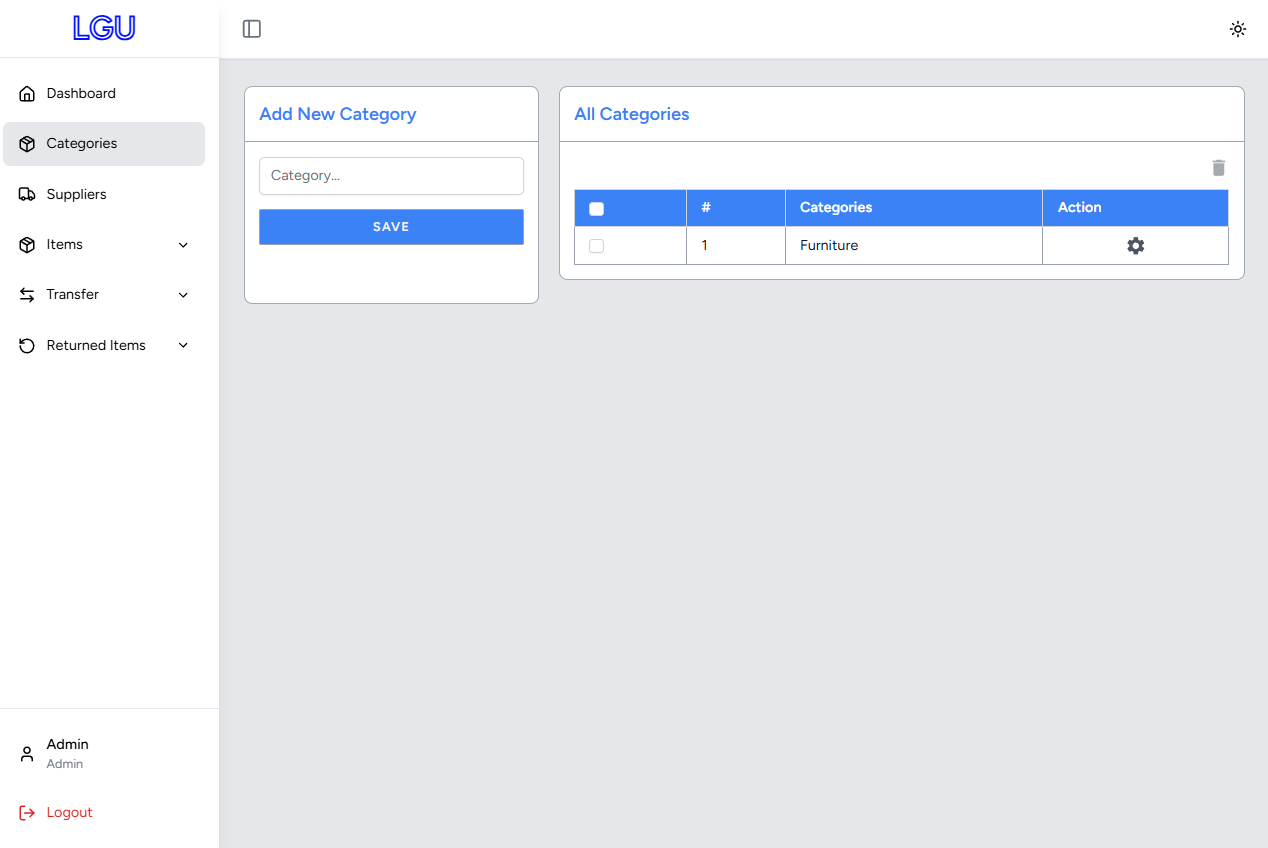 LGU
Dashboard
Categories
Suppliers
Items
Transfer
Returned Items
Admin
Admin
Logout
Add New Category
Category...
SAVE
All Categories
# Categories Action
1 Furniture